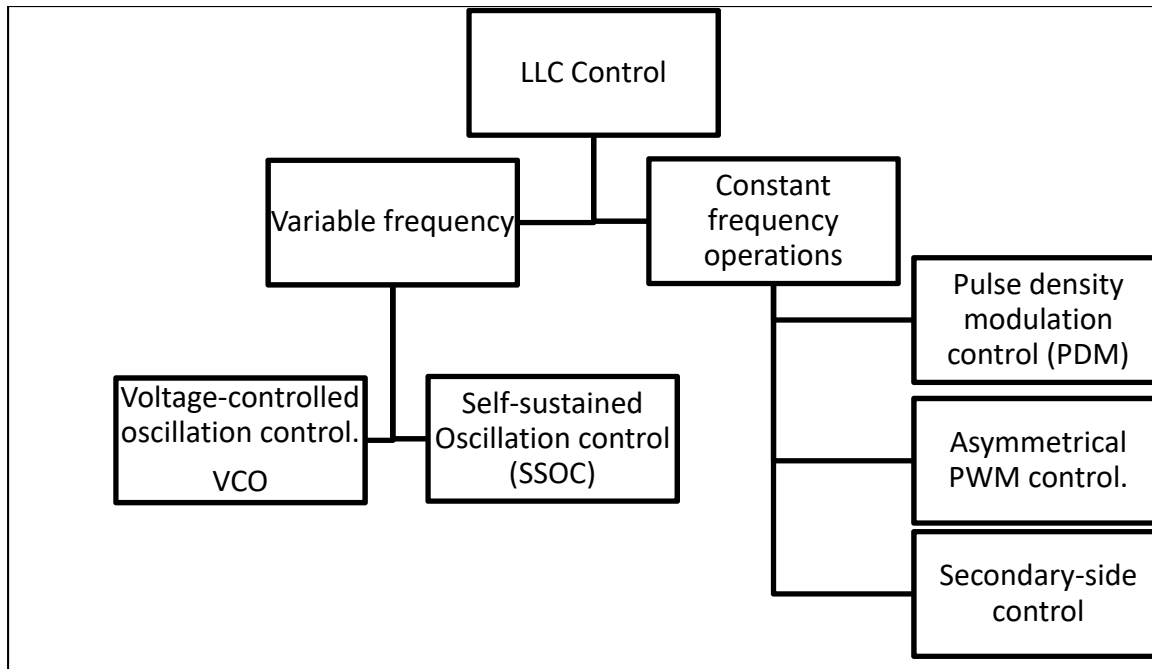 LLC Control
Variable frequency
Constant
frequency
operations
Voltage-controlled
oscillation control.
VCO
Self-sustained
Oscillation control
(SSOC)
Pulse density
modulation
control (PDM)
Asymmetrical
PWM control.
Secondary-side
control